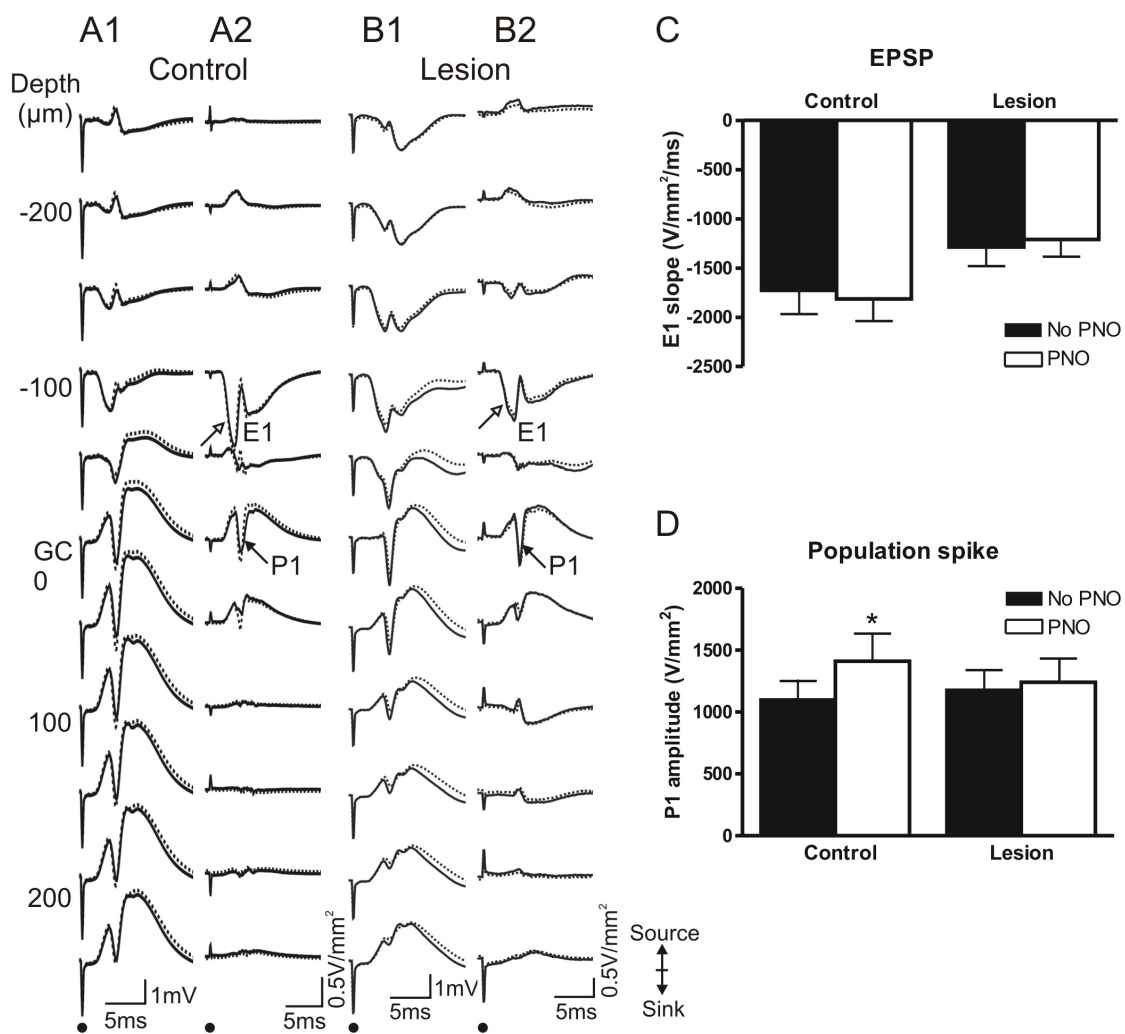 A1 A2 B1 B2
Control Lesion
Depth
(μm)
-200
-100
E1 E1
GC
0
P1 P1
100
200
1mV
5ms
0.5V/mm²
5ms
1mV
5ms
0.5V/mm²
5ms
Source
Sink
C
EPSP
Control Lesion
0
-500
-1000
-1500
-2000
-2500
E1 slope (V/mm²/ms)
No PNO
PNO
D
Population spike
2000
1500
1000
500
0
P1 amplitude (V/mm²)
No PNO
PNO
*
Control Lesion